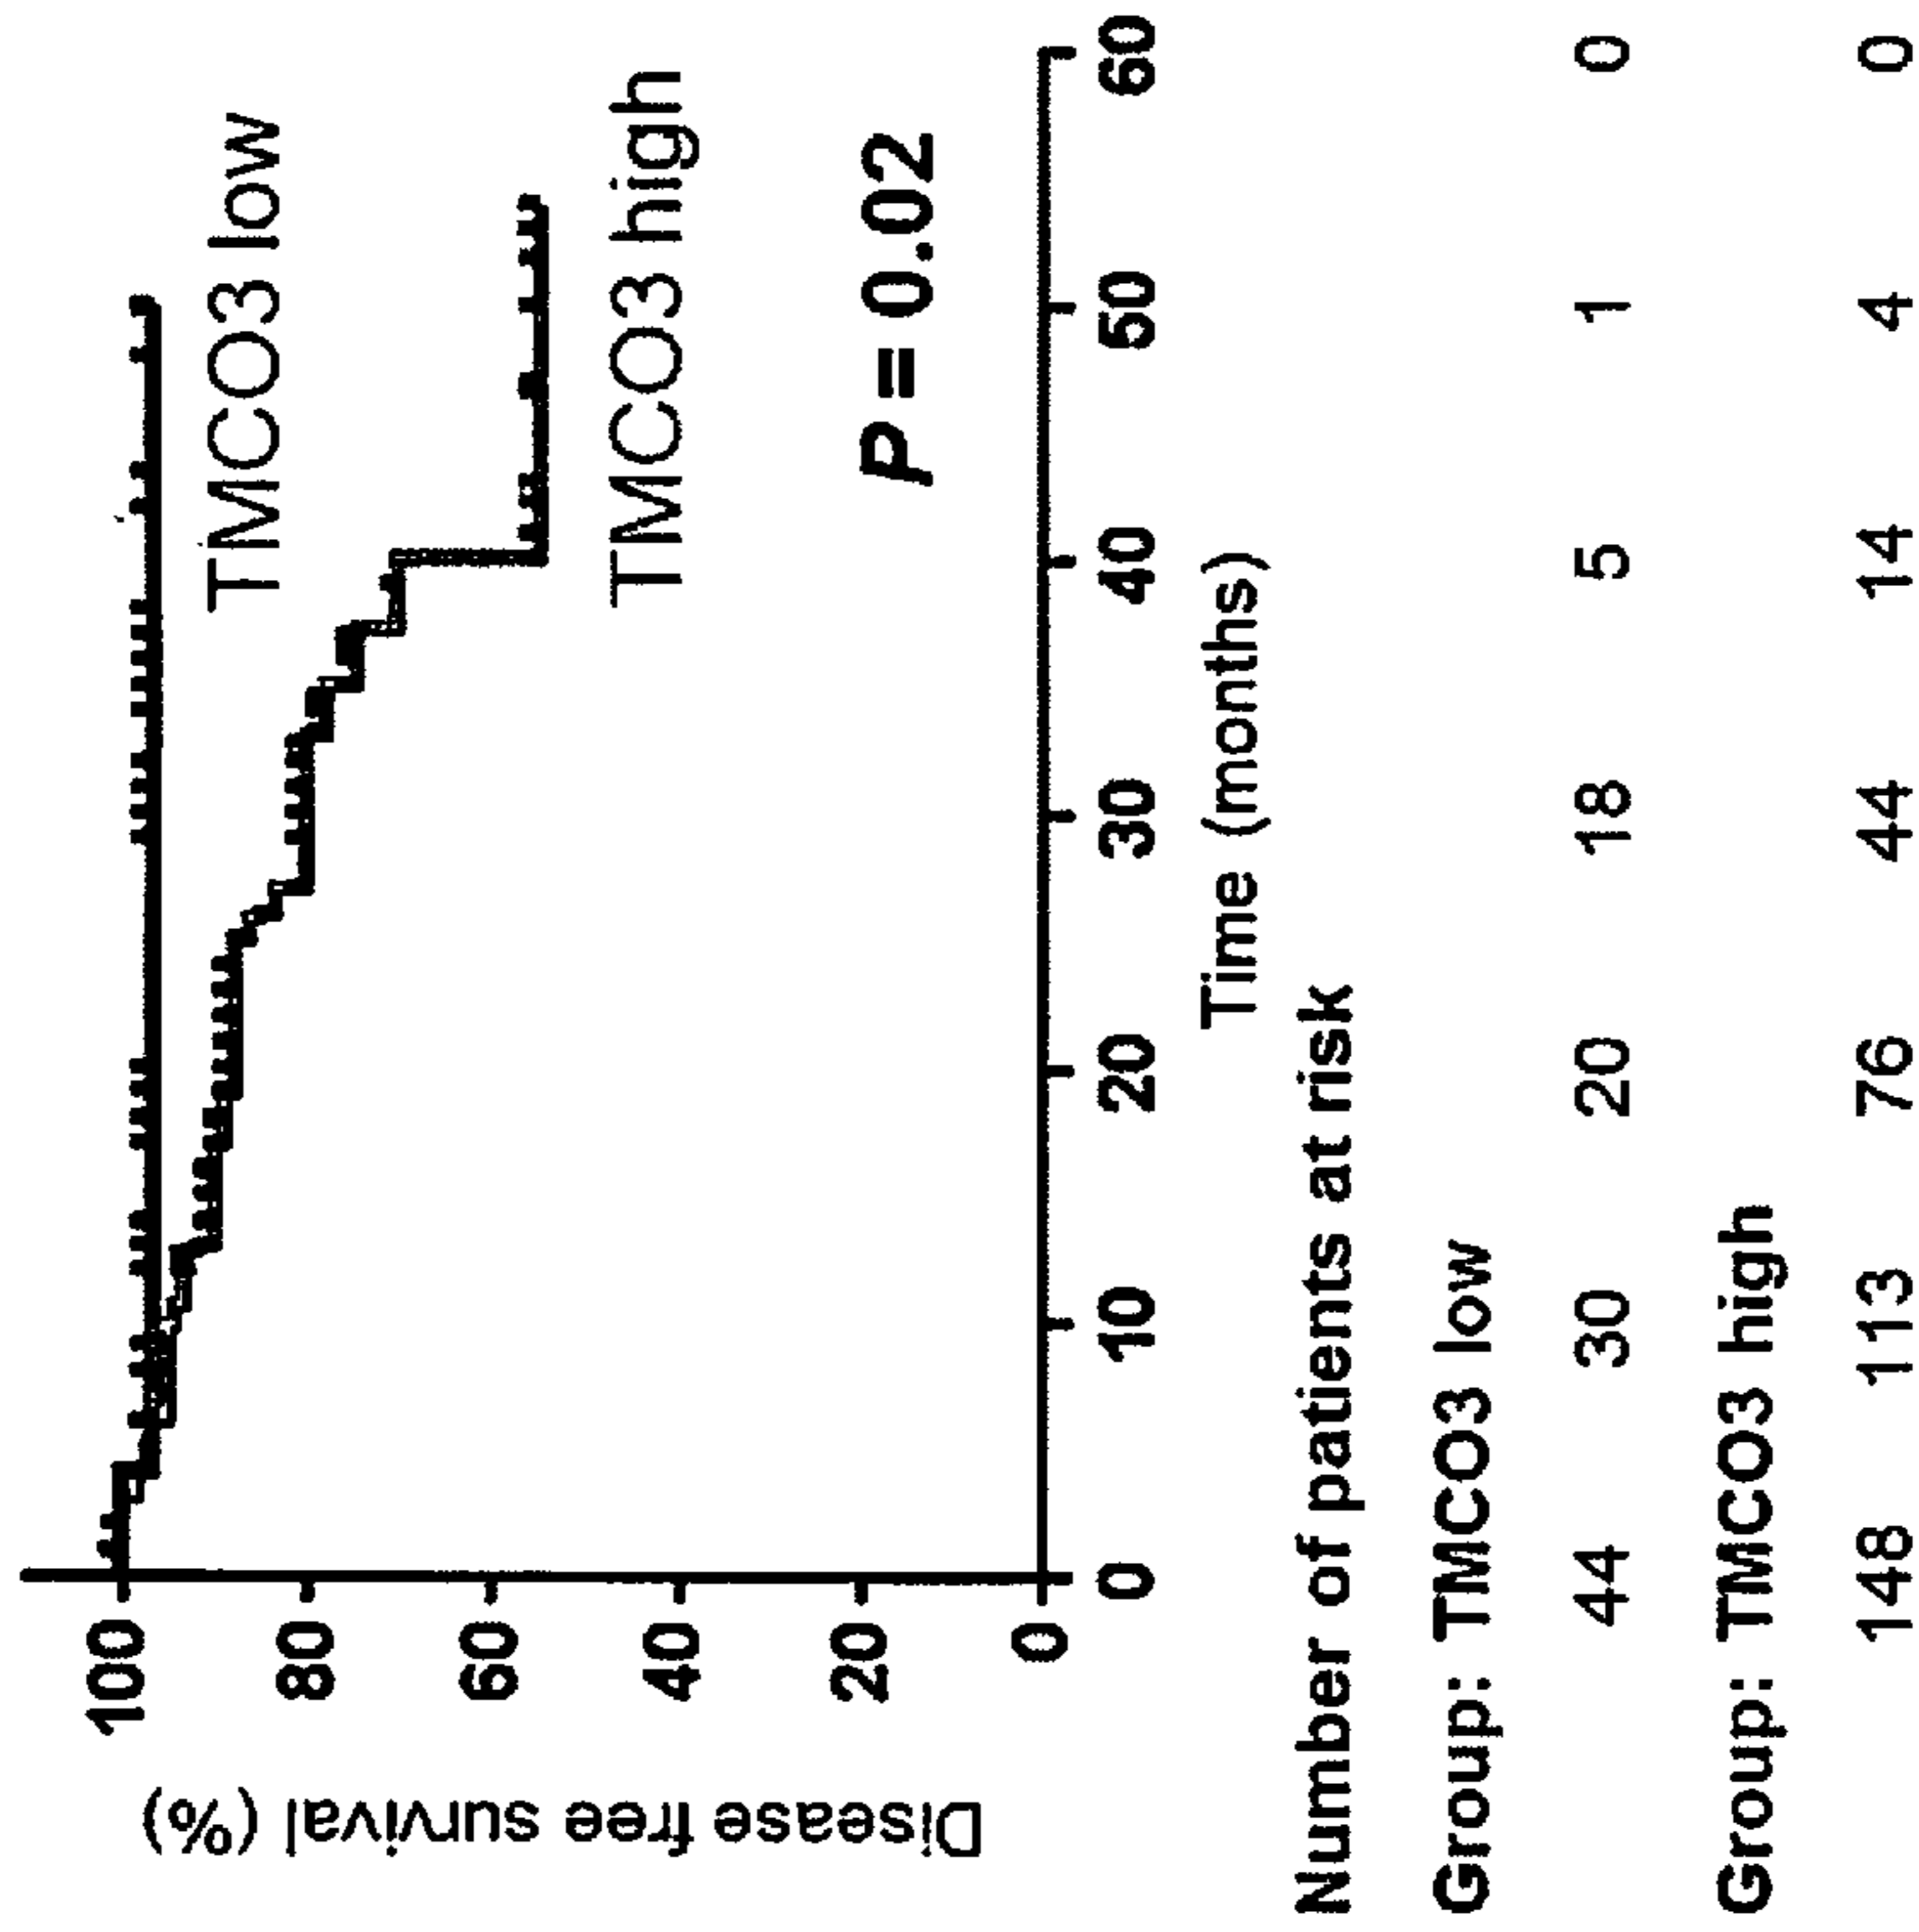 Disease free survival (%)
100
80
60
40
20
0
TMCO3 low
TMCO3 high
P = 0.02
0 10 20 30 40 50 60
Time (months)
Number of patients at risk
Group: TMCO3 low
44 30 20 18 5 1 0
Group: TMCO3 high
148 113 76 44 14 4 0